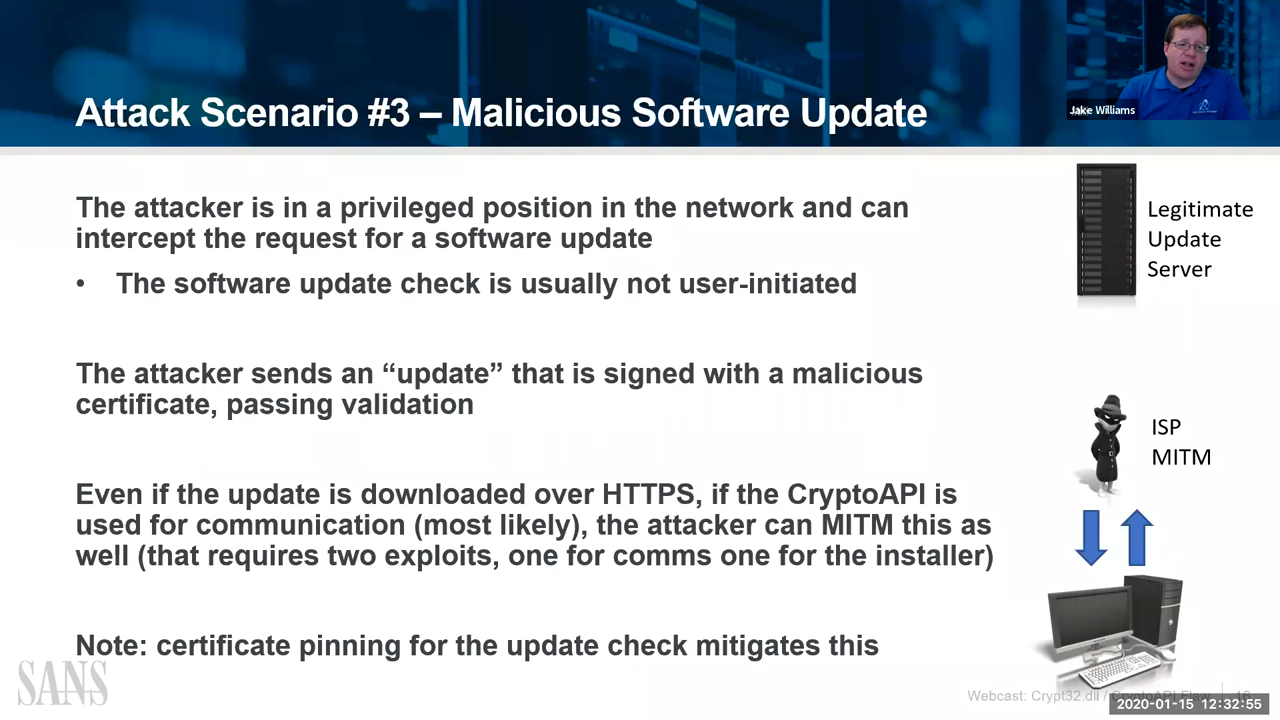 Attack Scenario #3 – Malicious Software Update
Jake Williams
The attacker is in a privileged position in the network and can
intercept the request for a software update
• The software update check is usually not user-initiated
Legitimate
Update
Server
The attacker sends an “update” that is signed with a malicious
certificate, passing validation
ISP
MITM
Even if the update is downloaded over HTTPS, if the CryptoAPI is
used for communication (most likely), the attacker can MITM this as
well (that requires two exploits, one for comms one for the installer)
Note: certificate pinning for the update check mitigates this
SANS
Webcast: Crypt32.dll / CryptoAPI Flaw
2020-01-15 12:32:55